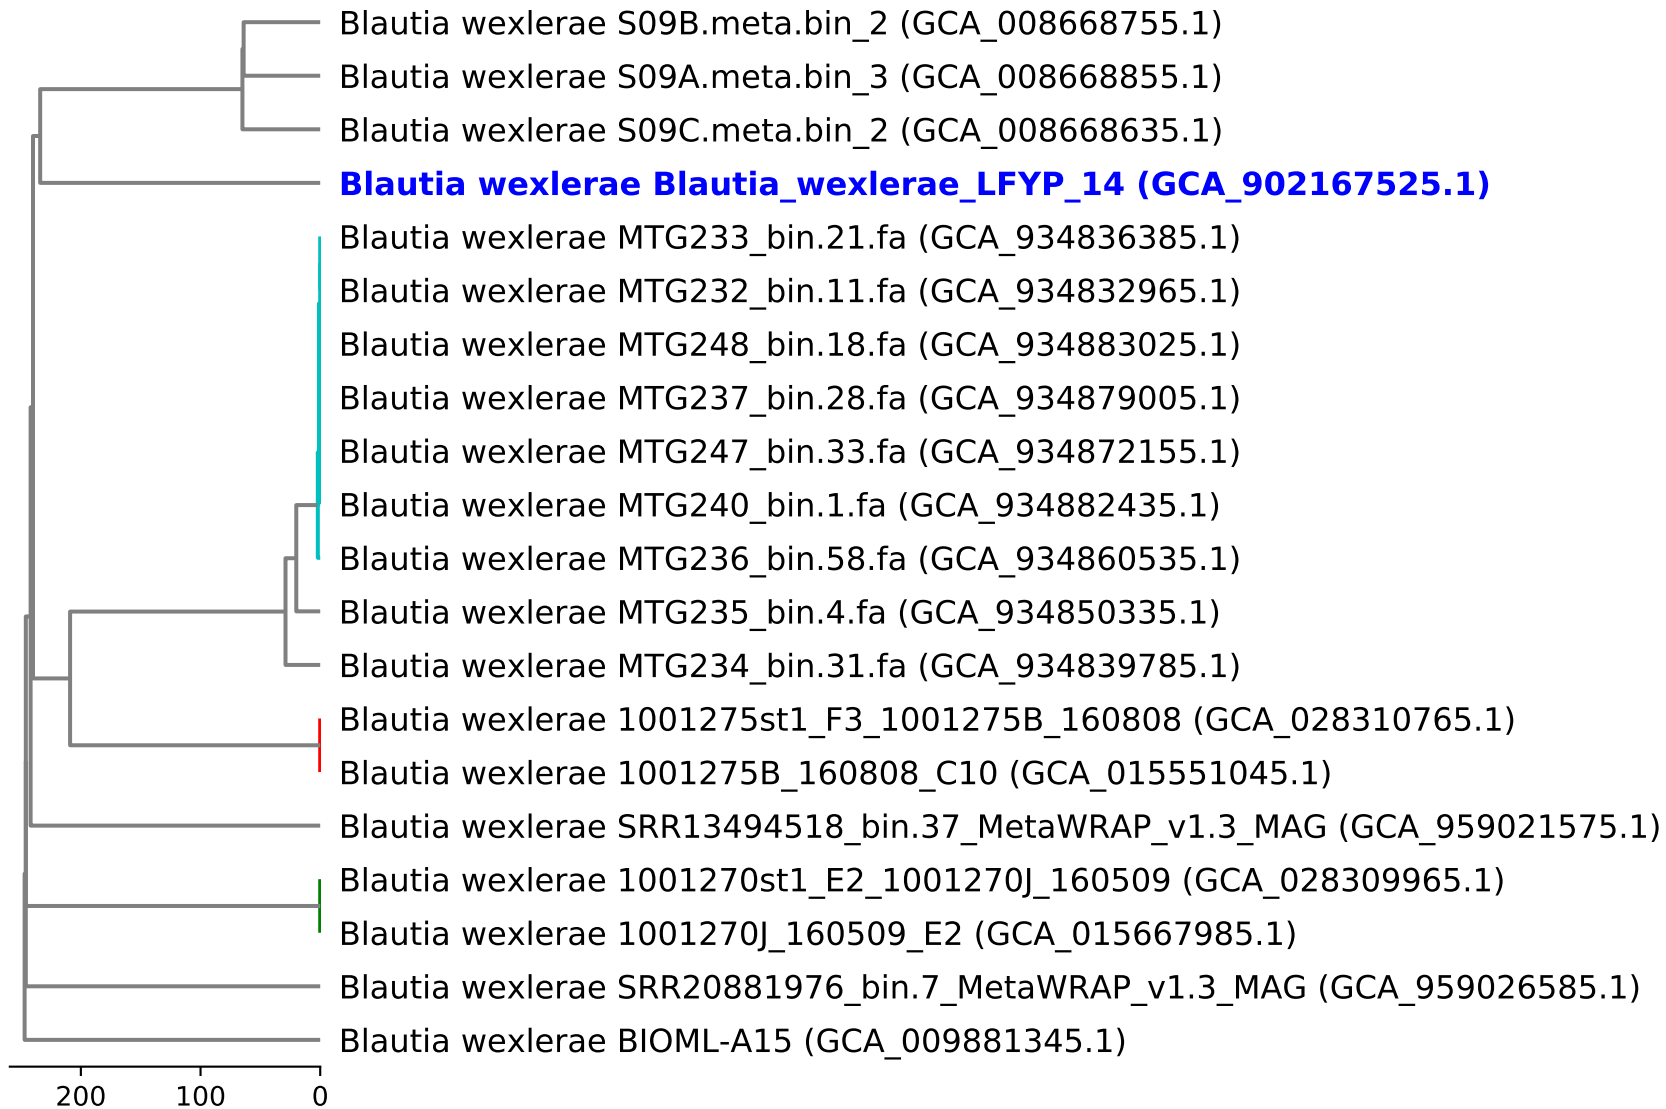 Blautia wexlerae S09B.meta.bin_2 (GCA_008668755.1)
Blautia wexlerae S09A.meta.bin_3 (GCA_008668855.1)
Blautia wexlerae S09C.meta.bin_2 (GCA_008668635.1)
Blautia wexlerae Blautia_wexlerae_LFYP_14 (GCA_902167525.1)
Blautia wexlerae MTG233_bin.21.fa (GCA_934836385.1)
Blautia wexlerae MTG232_bin.11.fa (GCA_934832965.1)
Blautia wexlerae MTG248_bin.18.fa (GCA_934883025.1)
Blautia wexlerae MTG237_bin.28.fa (GCA_934879005.1)
Blautia wexlerae MTG247_bin.33.fa (GCA_934872155.1)
Blautia wexlerae MTG240_bin.1.fa (GCA_934882435.1)
Blautia wexlerae MTG236_bin.58.fa (GCA_934860535.1)
Blautia wexlerae MTG235_bin.4.fa (GCA_934850335.1)
Blautia wexlerae MTG234_bin.31.fa (GCA_934839785.1)
Blautia wexlerae 1001275st1_F3_1001275B_160808 (GCA_028310765.1)
Blautia wexlerae 1001275B_160808_C10 (GCA_015551045.1)
Blautia wexlerae SRR13494518_bin.37_MetaWRAP_v1.3_MAG (GCA_959021575.1)
Blautia wexlerae 1001270st1_E2_1001270J_160509 (GCA_028309965.1)
Blautia wexlerae 1001270J_160509_E2 (GCA_015667985.1)
Blautia wexlerae SRR20881976_bin.7_MetaWRAP_v1.3_MAG (GCA_959026585.1)
Blautia wexlerae BIOML-A15 (GCA_009881345.1)
200 100 0